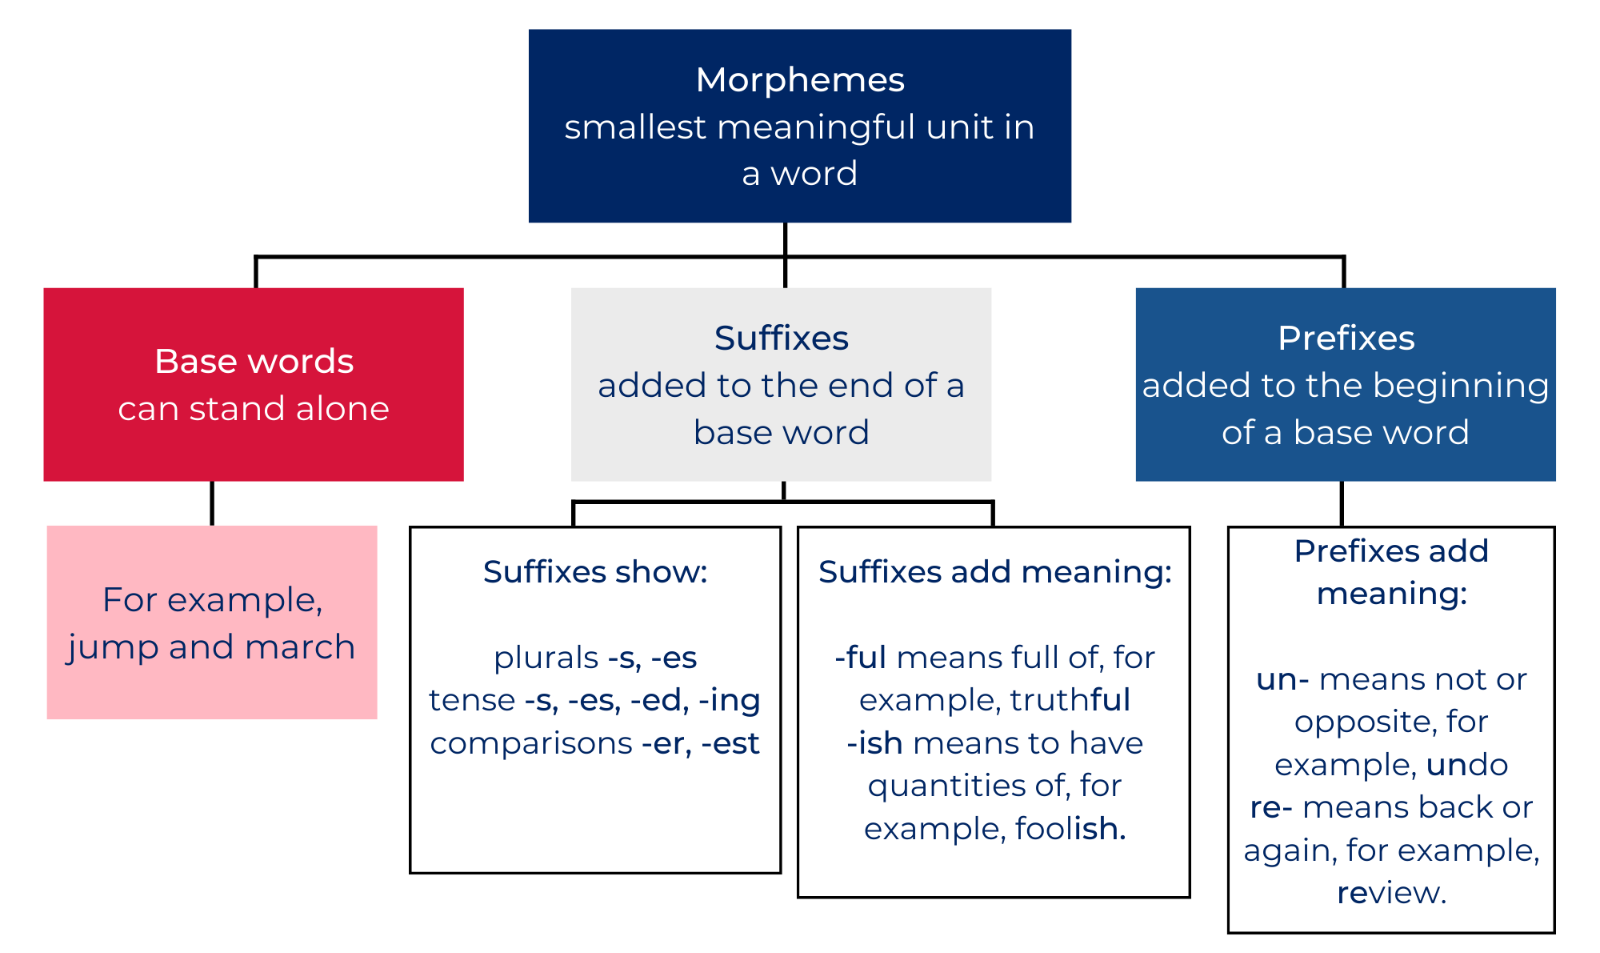 Morphemes
smallest meaningful unit in
a word
Base words
can stand alone
Suffixes
added to the end of a
base word
Prefixes
added to the beginning
of a base word
For example,
jump and march
Suffixes show:
plurals -s, -es
tense -s, -es, -ed, -ing
comparisons -er, -est
Suffixes add meaning:
-ful means full of, for
example, truthful
-ish means to have
quantities of, for
example, foolish.
Prefixes add
meaning:
un- means not or
opposite, for
example, undo
re- means back or
again, for example,
review.